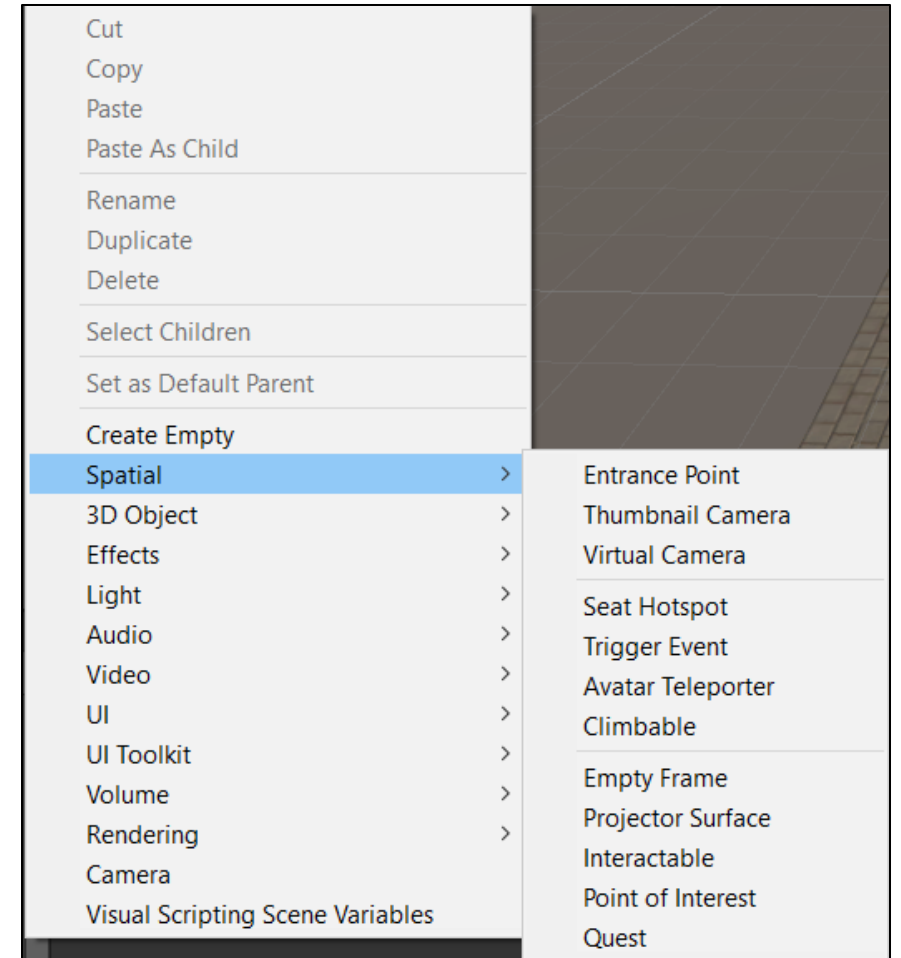 Cut
Copy
Paste
Paste As Child
Rename
Duplicate
Delete
Select Children
Set as Default Parent
Create Empty
Spatial
3D Object
Effects
Light
Audio
Video
UI
UI Toolkit
Volume
Rendering
Camera
Visual Scripting Scene Variables
Entrance Point
Thumbnail Camera
Virtual Camera
Seat Hotspot
Trigger Event
Avatar Teleporter
Climbable
Empty Frame
Projector Surface
Interactable
Point of Interest
Quest